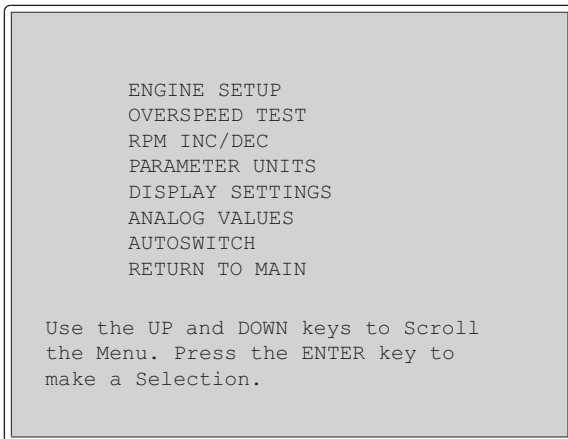 ENGINE SETUP
OVERSPEED TEST
RPM INC/DEC
PARAMETER UNITS
DISPLAY SETTINGS
ANALOG VALUES
AUTOSWITCH
RETURN TO MAIN
Use the UP and DOWN keys to Scroll
the Menu. Press the ENTER key to
make a Selection.